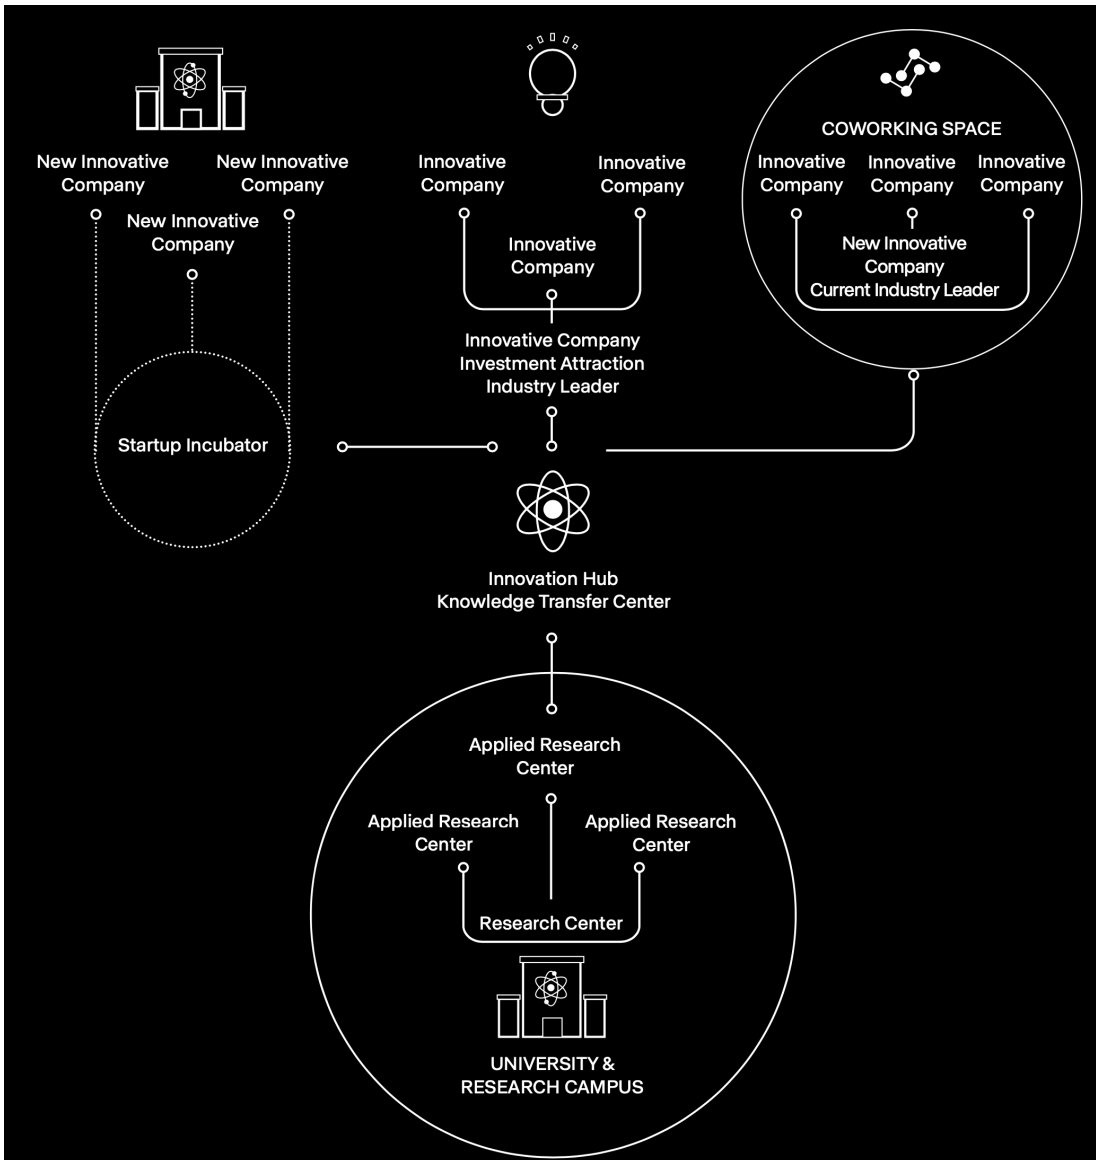 New Innovative
Company
New Innovative
Company
New Innovative
Company
Startup Incubator
Innovative
Company
Innovative
Company
Innovative
Company
Innovative Company
Investment Attraction
Industry Leader
COWORKING SPACE
Innovative
Company
Innovative
Company
Innovative
Company
New Innovative
Company
Current Industry Leader
Innovation Hub
Knowledge Transfer Center
Applied Research
Center
Applied Research
Center
Applied Research
Center
Research Center
UNIVERSITY &
RESEARCH CAMPUS